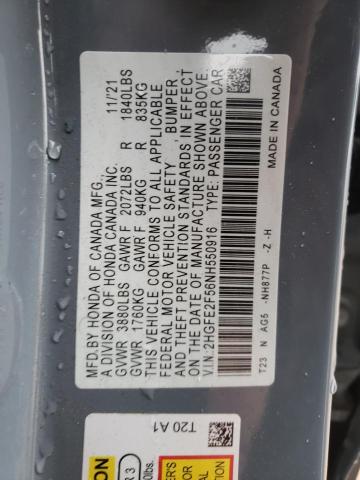 MFD. BY HONDA OF CANADA MFG. 11/'21
A DIVISION OF HONDA CANADA INC.
GVWR 3880LBS GAWR F 2072LBS R 1840LBS
GVWR 1760KG GAWR F 940KG R 835KG
THIS VEHICLE CONFORMS TO ALL APPLICABLE
FEDERAL MOTOR VEHICLE SAFETY BUMPER,
AND THEFT PREVENTION STANDARDS IN EFFECT
ON THE DATE OF MANUFACTURE SHOWN ABOVE.
V.I.N: 2HGFE2F56NH550916 TYPE: PASSENGER CAR
MADE IN CANADA
T23 N AG5 -NH877P -Z -H
T20 A1
ON
R 3
0lbs.